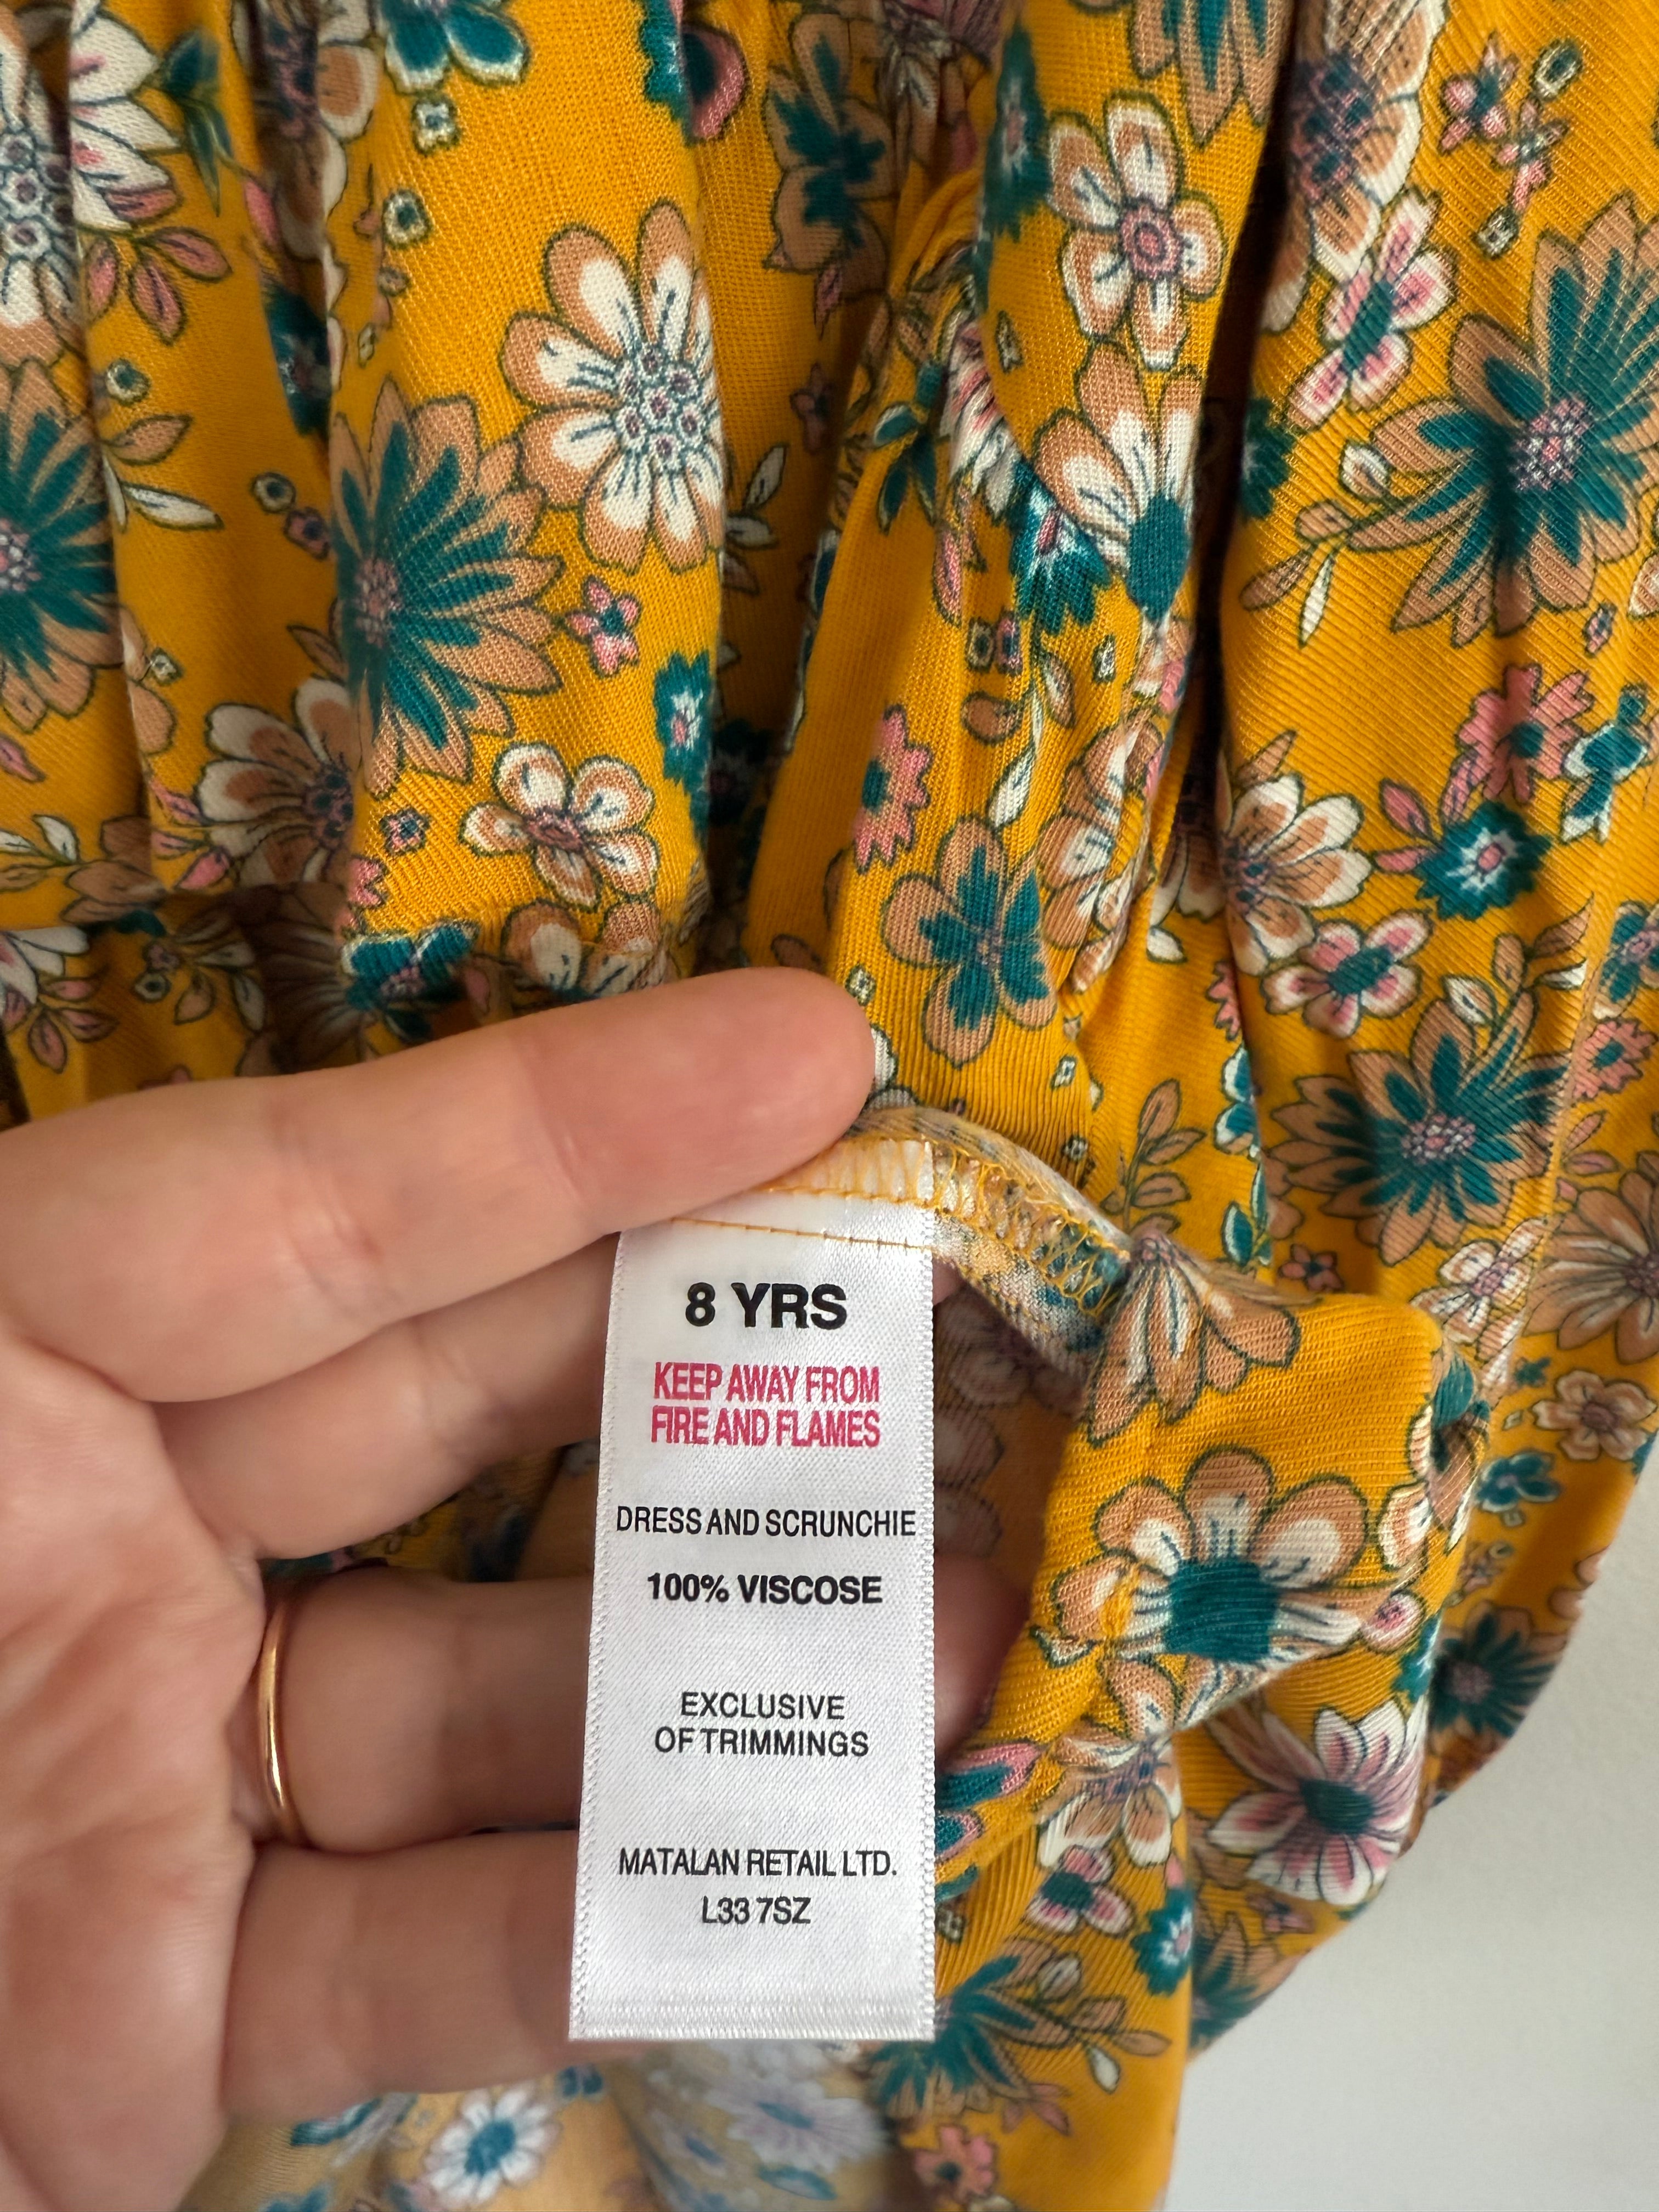 8 YRS
KEEP AWAY FROM
FIRE AND FLAMES
DRESS AND SCRUNCHIE
100% VISCOSE
EXCLUSIVE
OF TRIMMINGS
MATALAN RETAIL LTD.
L33 7SZ